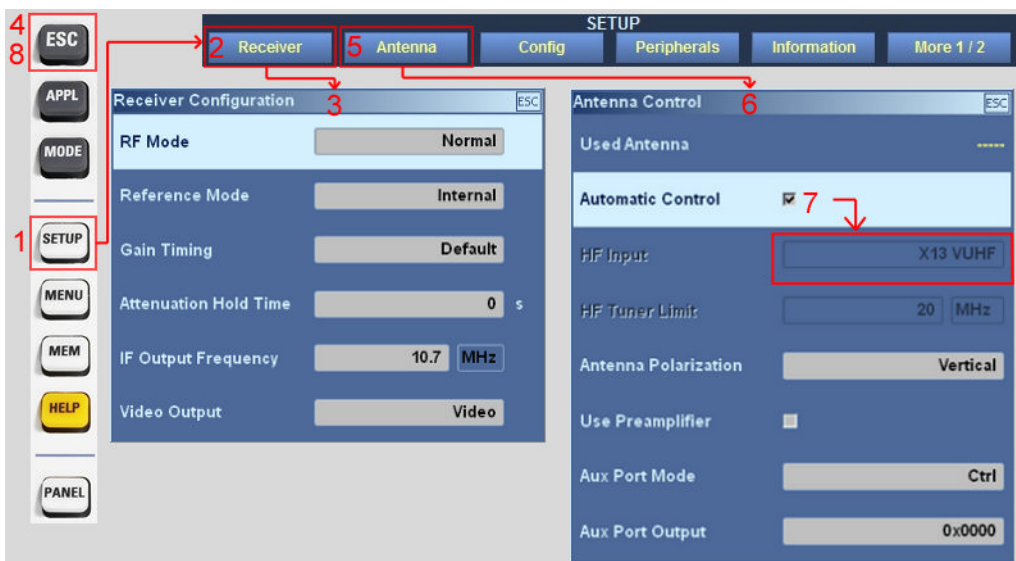 SETUP
4
8
ESC
2 Receiver
5 Antenna
Config
Peripherals
Information
More 1 / 2
APPL
MODE
1
SETUP
MENU
MEM
HELP
PANEL
3
Receiver Configuration ESC
RF Mode Normal
Reference Mode Internal
Gain Timing Default
Attenuation Hold Time 0 s
IF Output Frequency 10.7 MHz
Video Output Video
6
Antenna Control ESC
Used Antenna -----
Automatic Control 7
HF Input X13 VUHF
HF Tuner Limit 20 MHz
Antenna Polarization Vertical
Use Preamplifier
Aux Port Mode Ctrl
Aux Port Output 0x0000